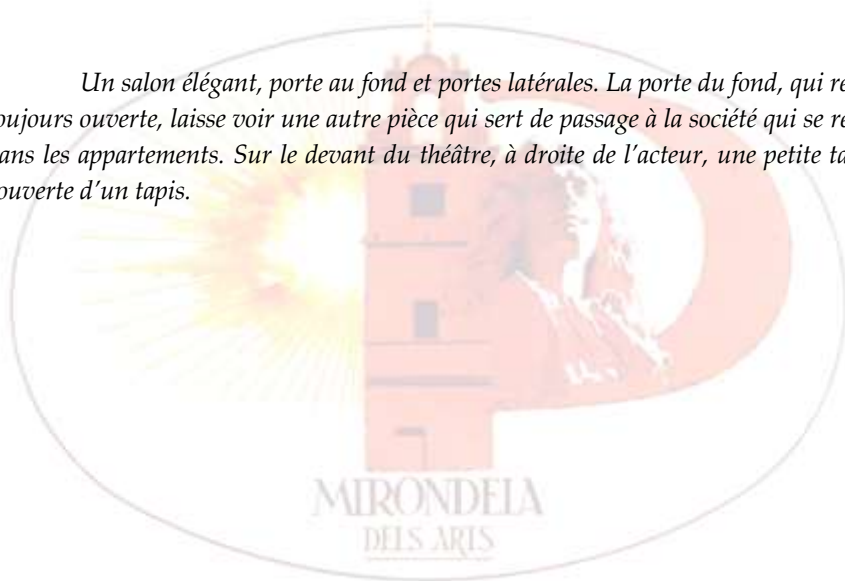 Un salon élégant, porte au fond et portes latérales. La porte du fond, qui re
oujours ouverte, laisse voir une autre pièce qui sert de passage à la société qui se re
ans les appartements. Sur le devant du théâtre, à droite de l’acteur, une petite ta
ouverte d’un tapis.
MIRONDELA
DELS ARTS